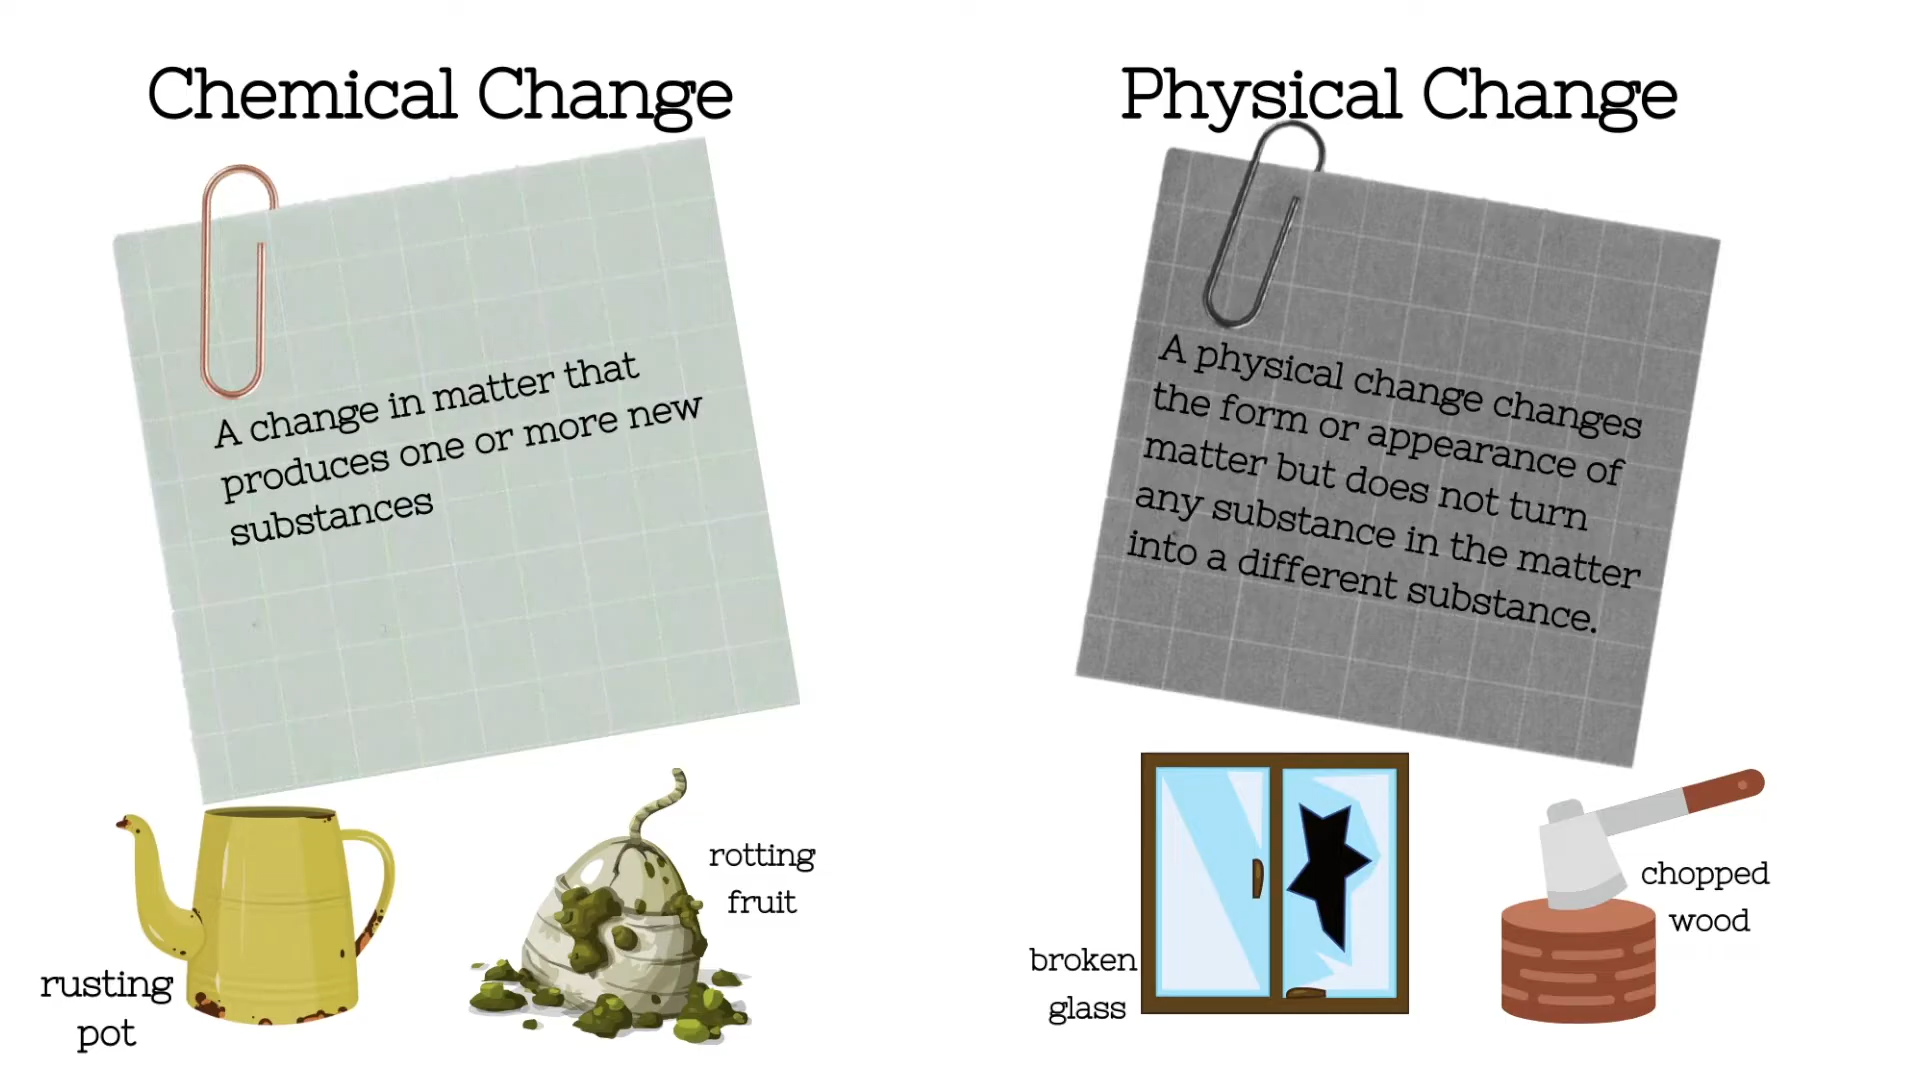 Chemical Change
A change in matter that
produces one or more new
substances
rusting
pot
rotting
fruit
Physical Change
A physical change changes
the form or appearance of
matter but does not turn
any substance in the matter
into a different substance.
broken
glass
chopped
wood